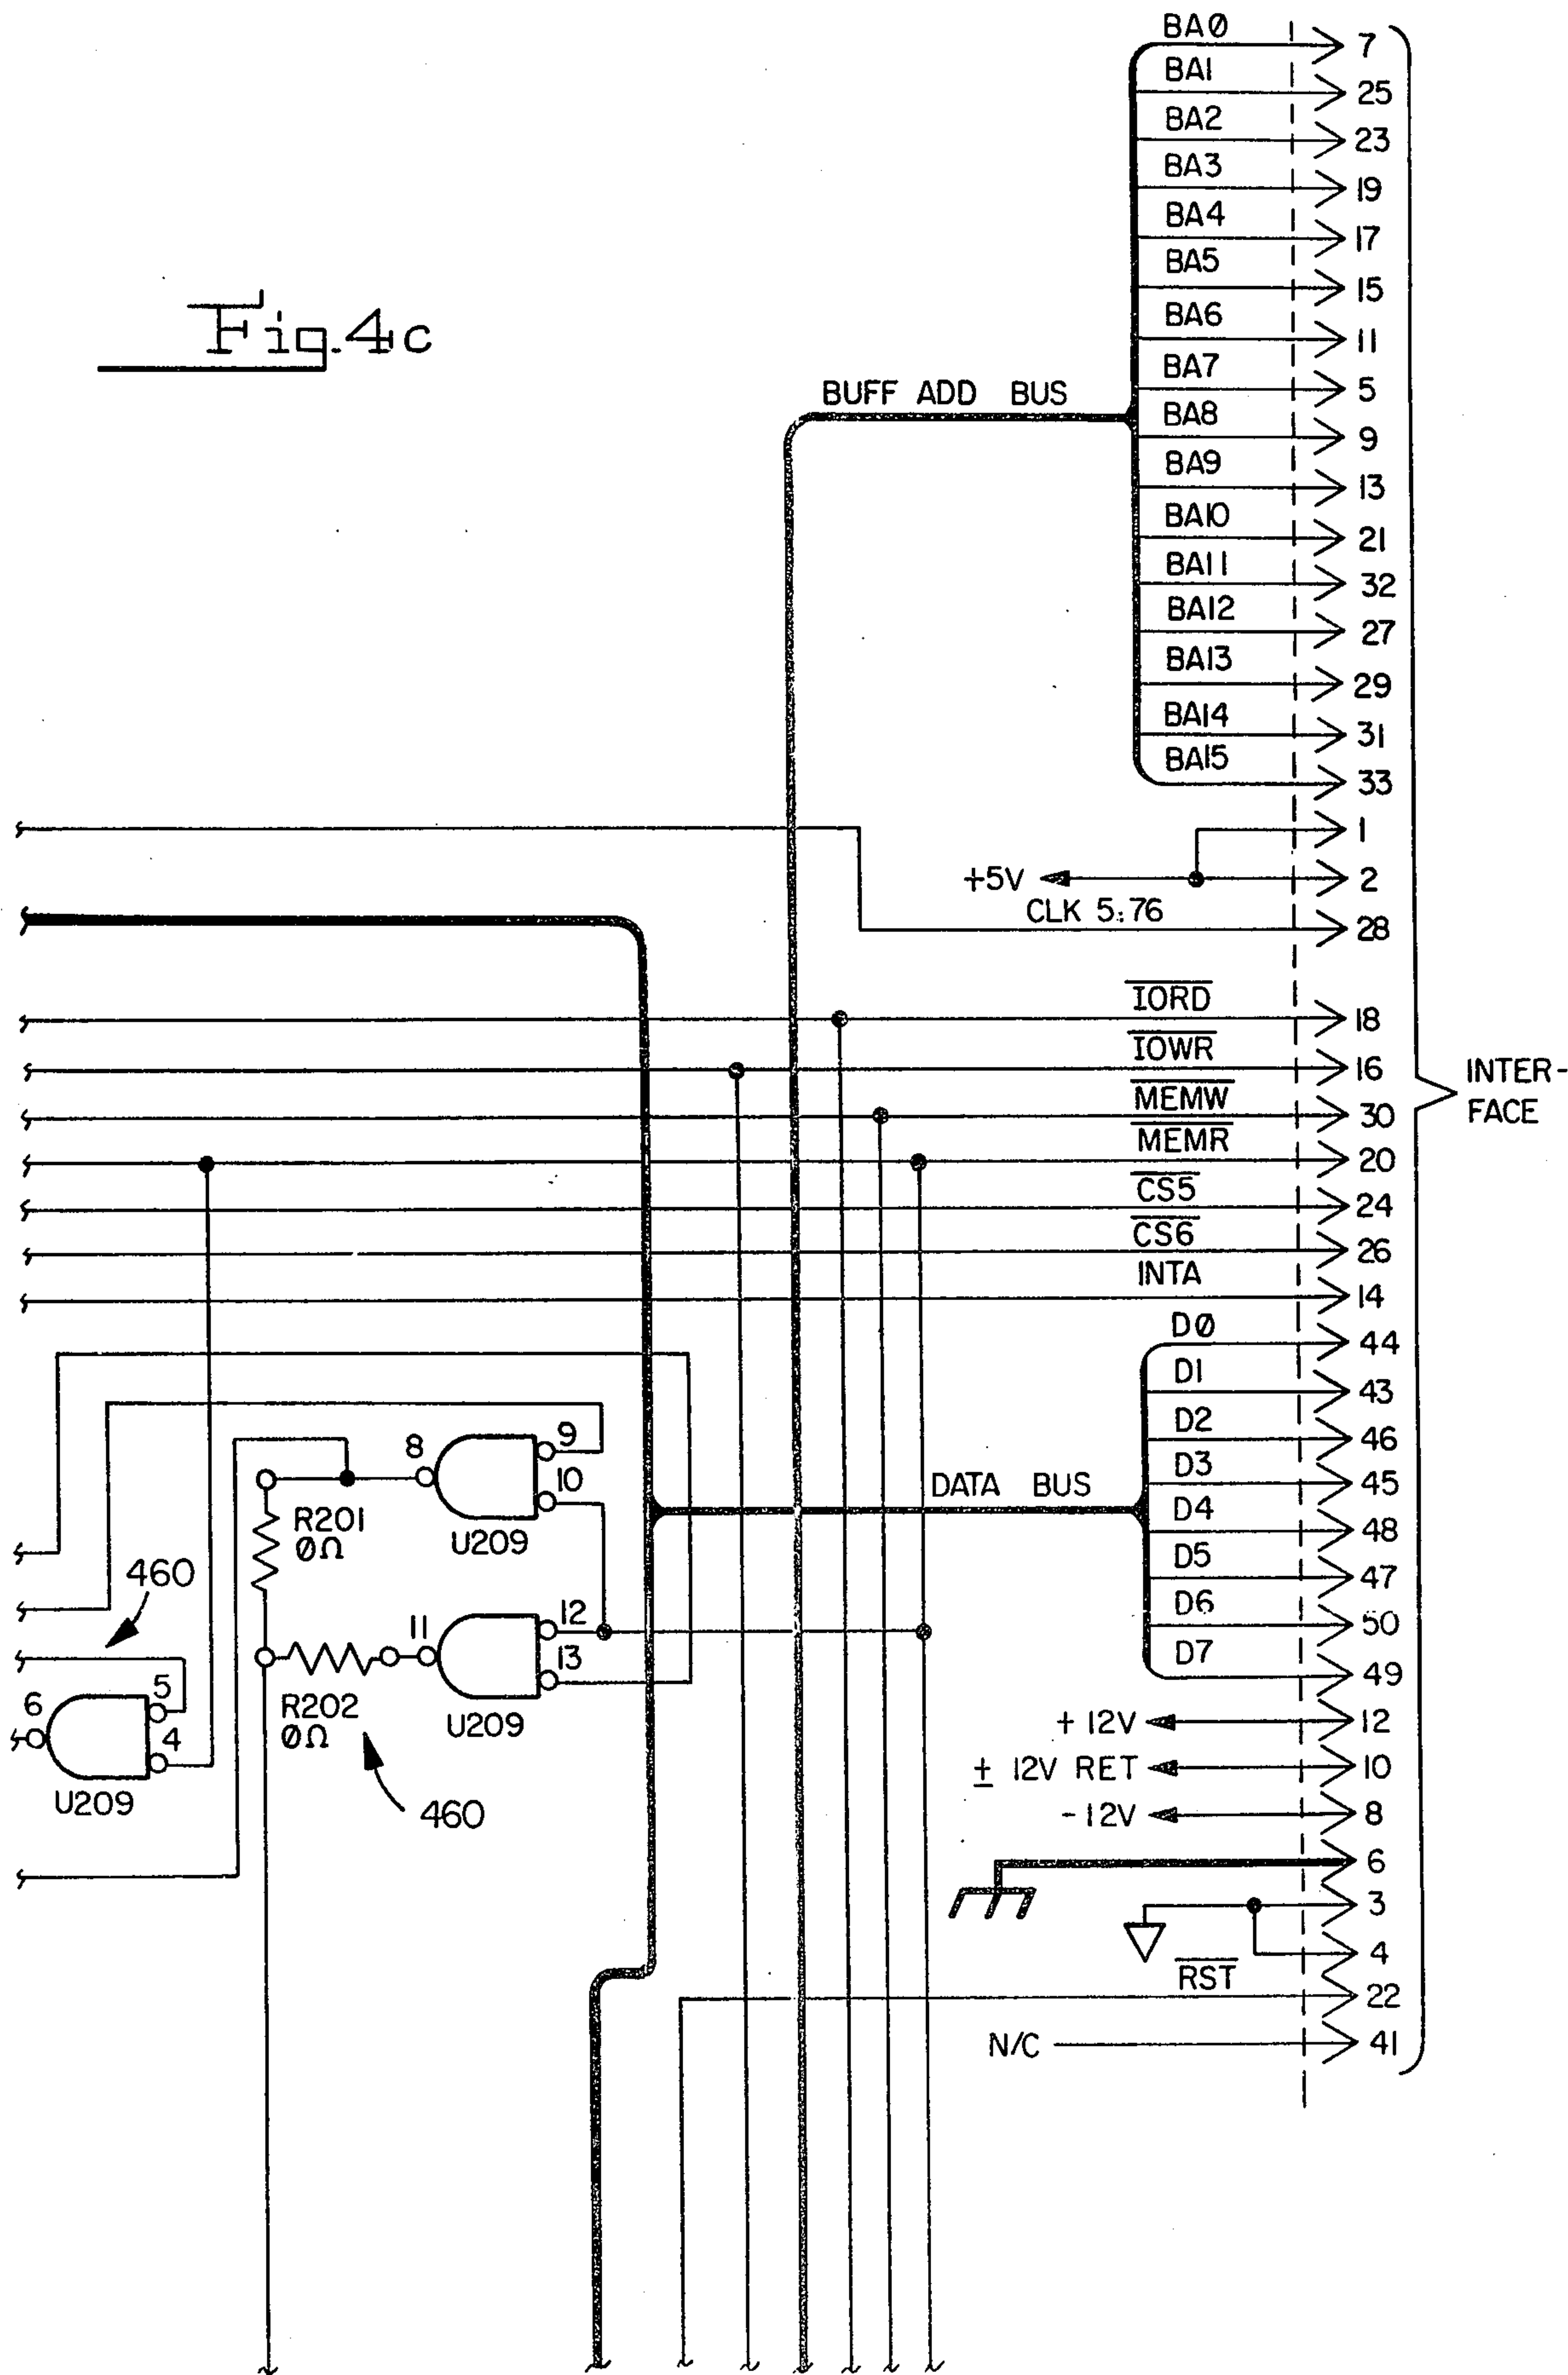 Fig. 4c
BAØ 7
BA1 25
BA2 23
BA3 19
BA4 17
BA5 15
BA6 11
BA7 5
BUFF ADD BUS
BA8 9
BA9 13
BA10 21
BA11 32
BA12 27
BA13 29
BA14 31
BA15 33
1
+5V 2
CLK 5.76 28
IORD 18
IOWR 16
INTER-
FACE
MEMW 30
MEMR 20
CS5 24
CS6 26
INTA 14
DØ 44
D1 43
D2 46
D3 45
D4 48
D5 47
D6 50
D7 49
DATA BUS
8 9
10
U209
R201
ØΩ
460
11 12
13
U209
R202
ØΩ
460
6 5
4
U209
+ 12V 12
± 12V RET 10
- 12V 8
6
3
4
RST 22
N/C 41